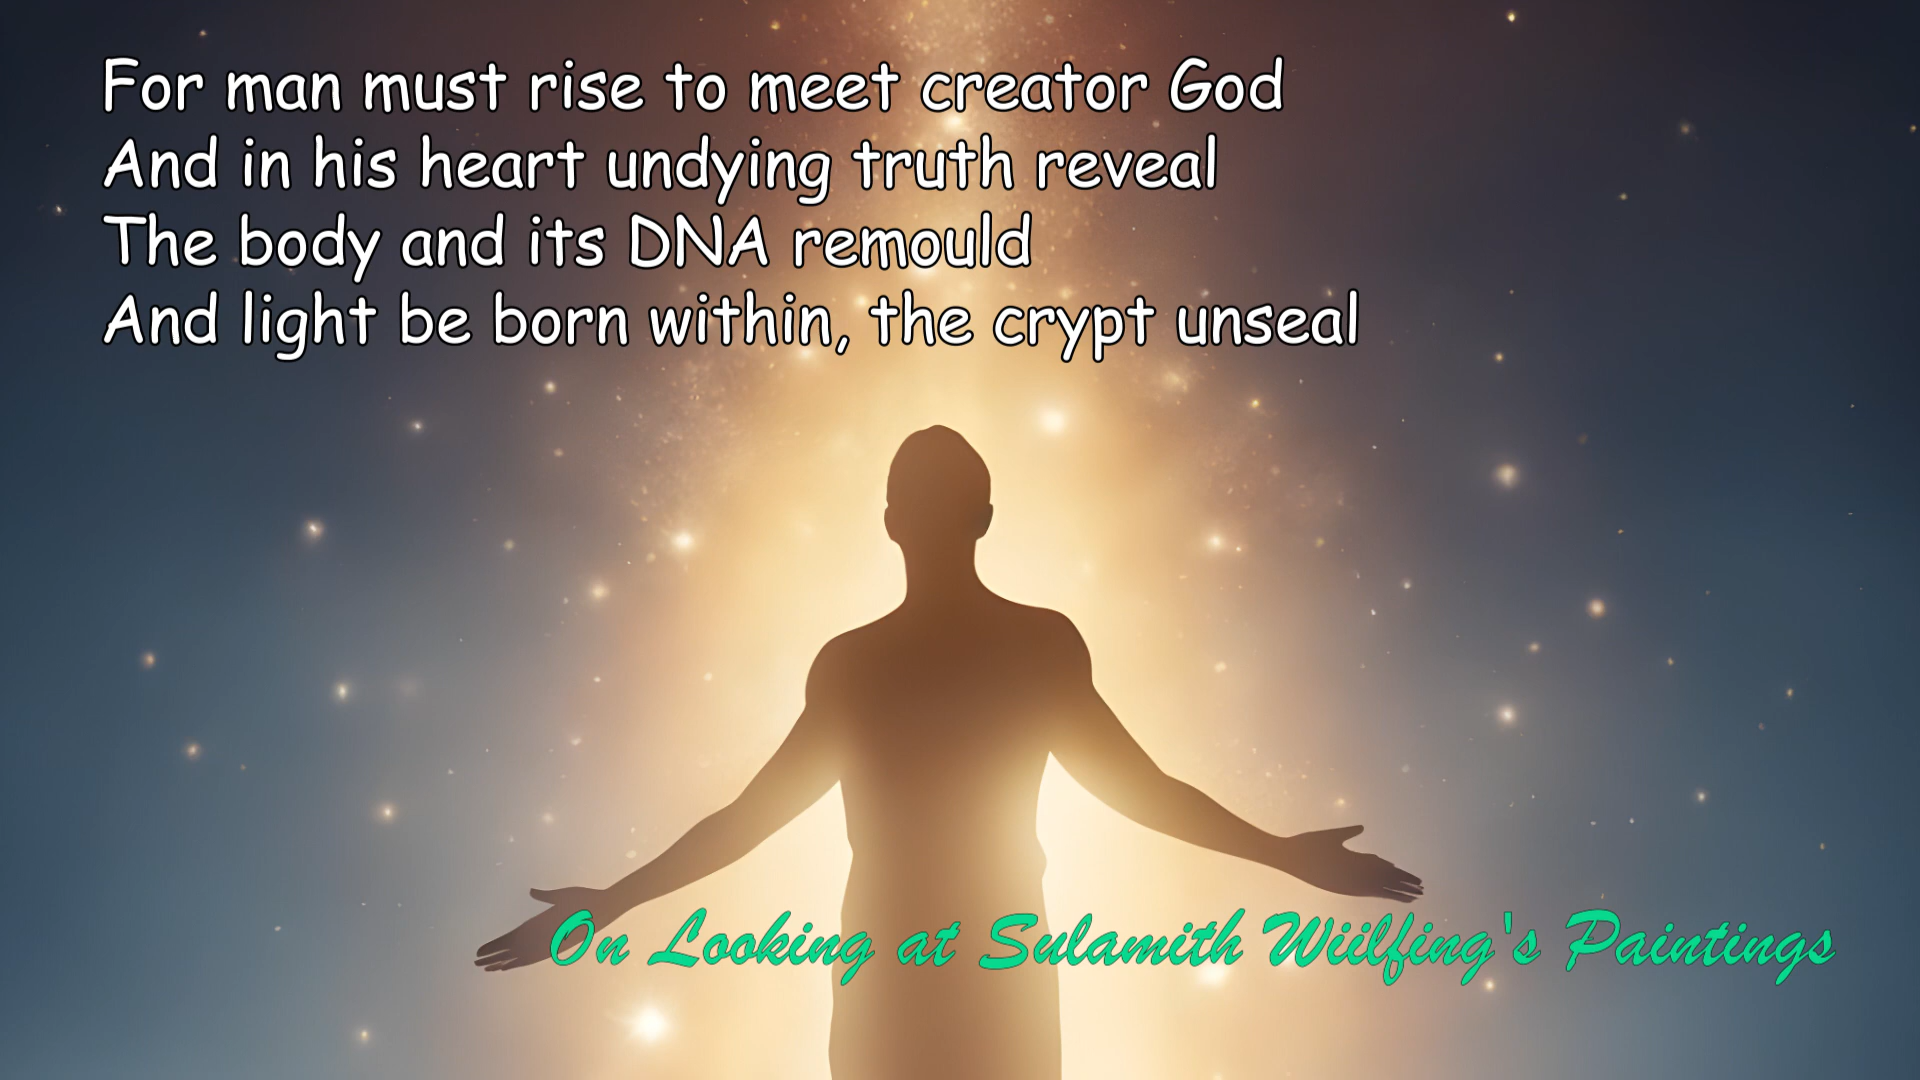 For man must rise to meet creator God
And in his heart undying truth reveal
The body and its DNA remould
And light be born within, the crypt unseal
On Looking at Sulamith Wiilfing's Paintings